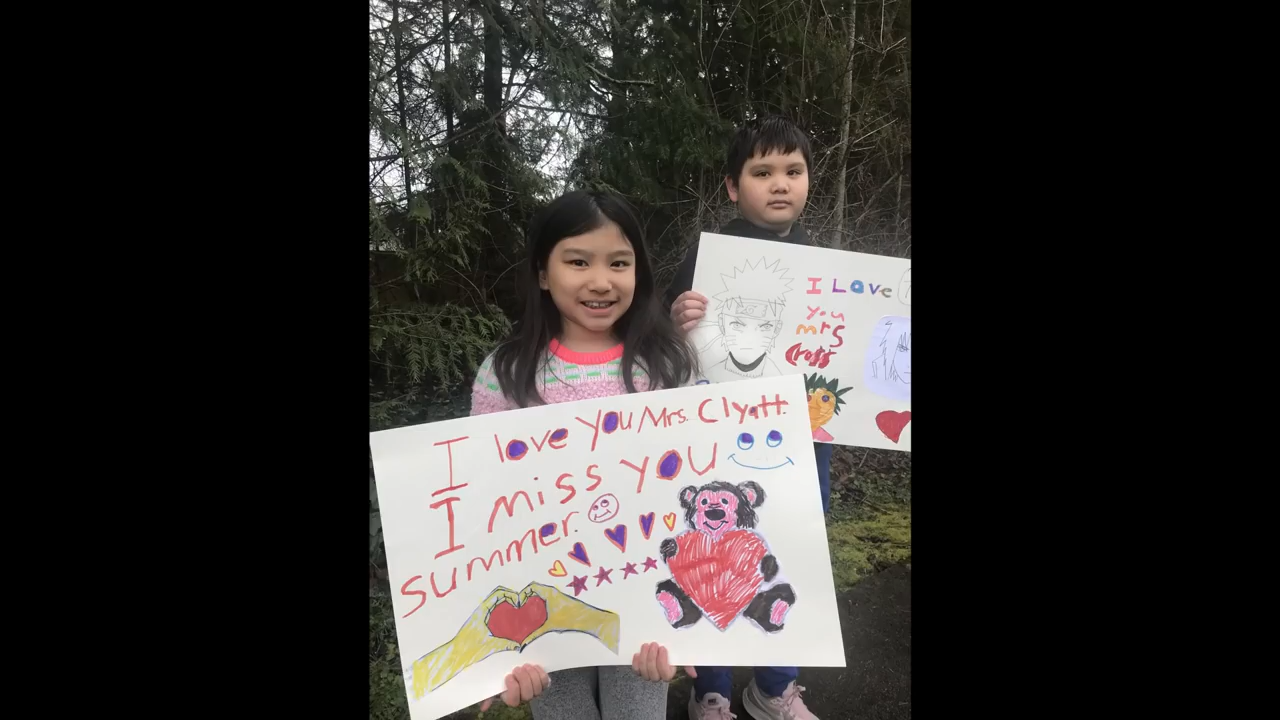 I love you Mrs. Clyatt.
I miss you
summer.
I Love
you
mrs
Cross